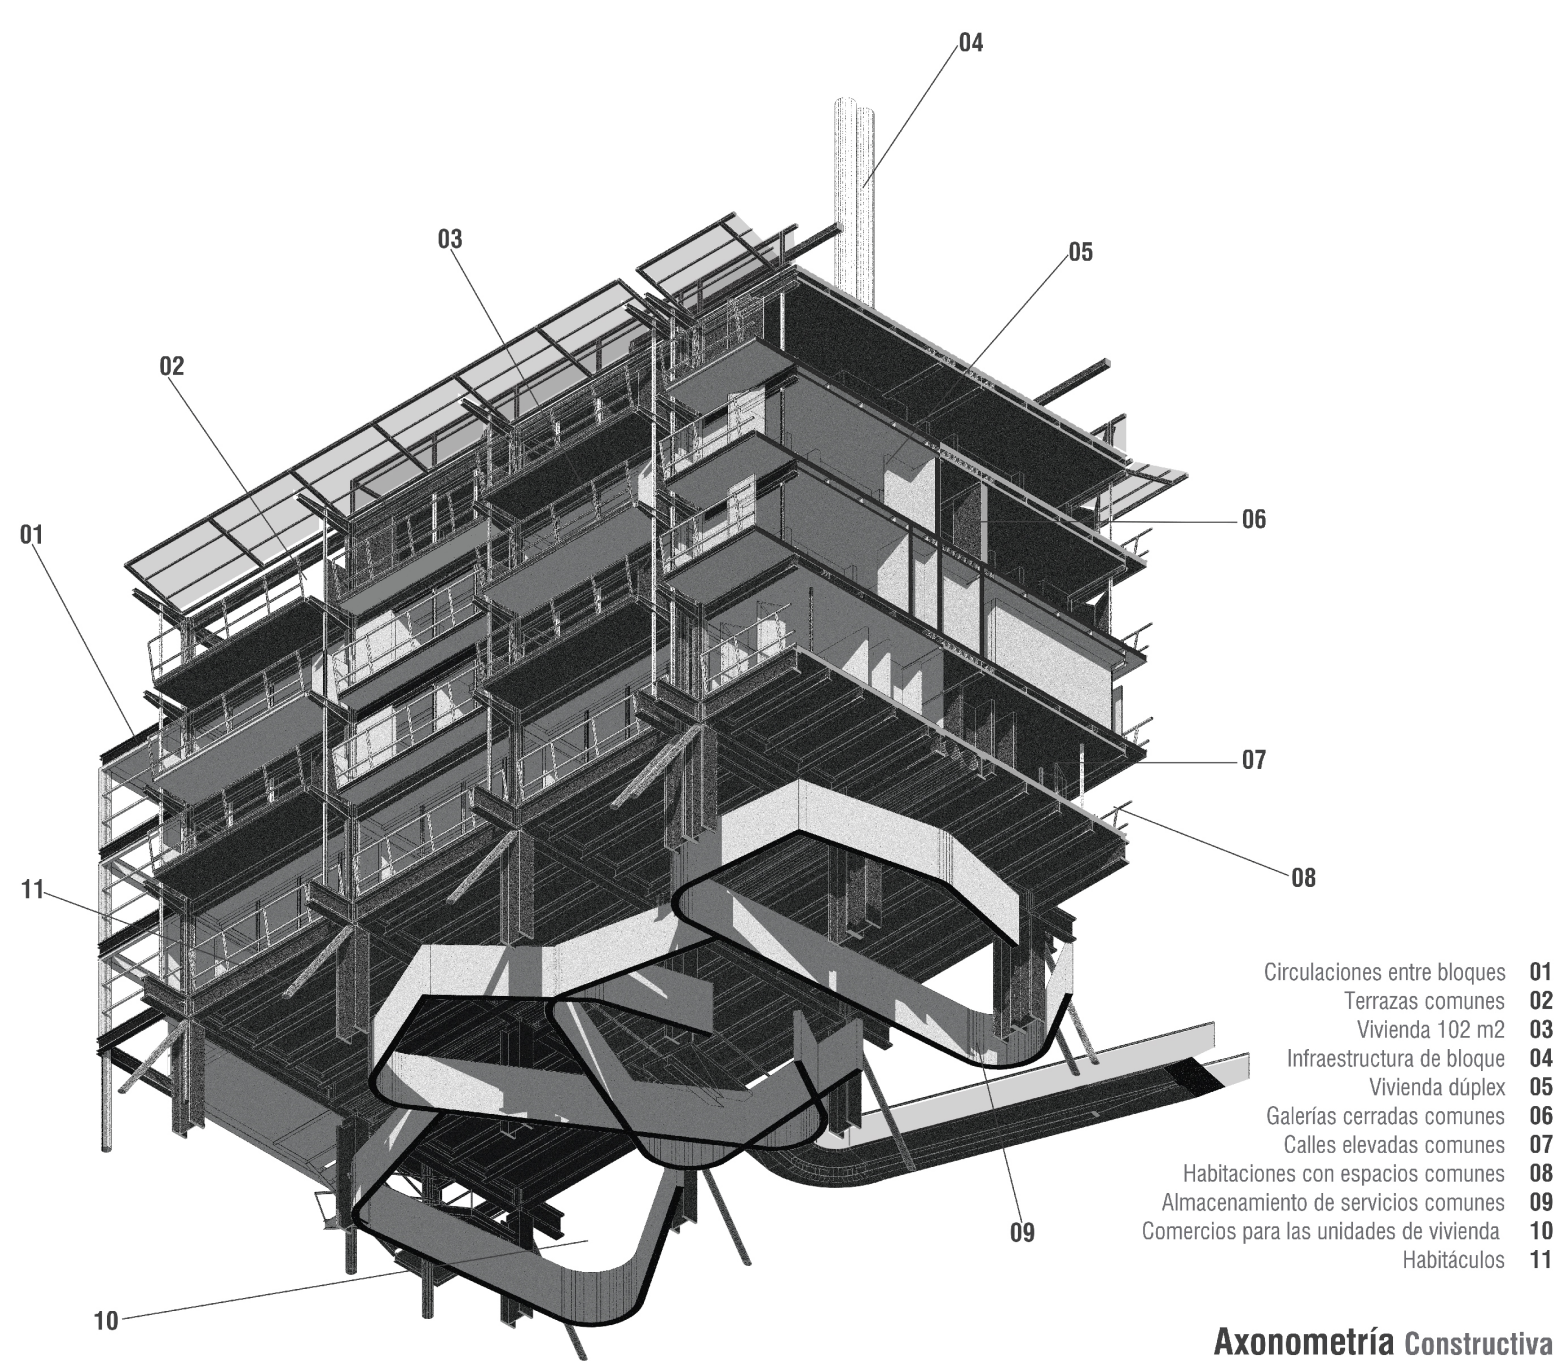 04
03
05
02
06
01
07
08
11
Circulaciones entre bloques 01
Terrazas comunes 02
Vivienda 102 m2 03
Infraestructura de bloque 04
Vivienda dúplex 05
Galerías cerradas comunes 06
Calles elevadas comunes 07
Habitaciones con espacios comunes 08
Almacenamiento de servicios comunes 09
Comercios para las unidades de vivienda 10
Habitáculos 11
09
10
Axonometría Constructiva